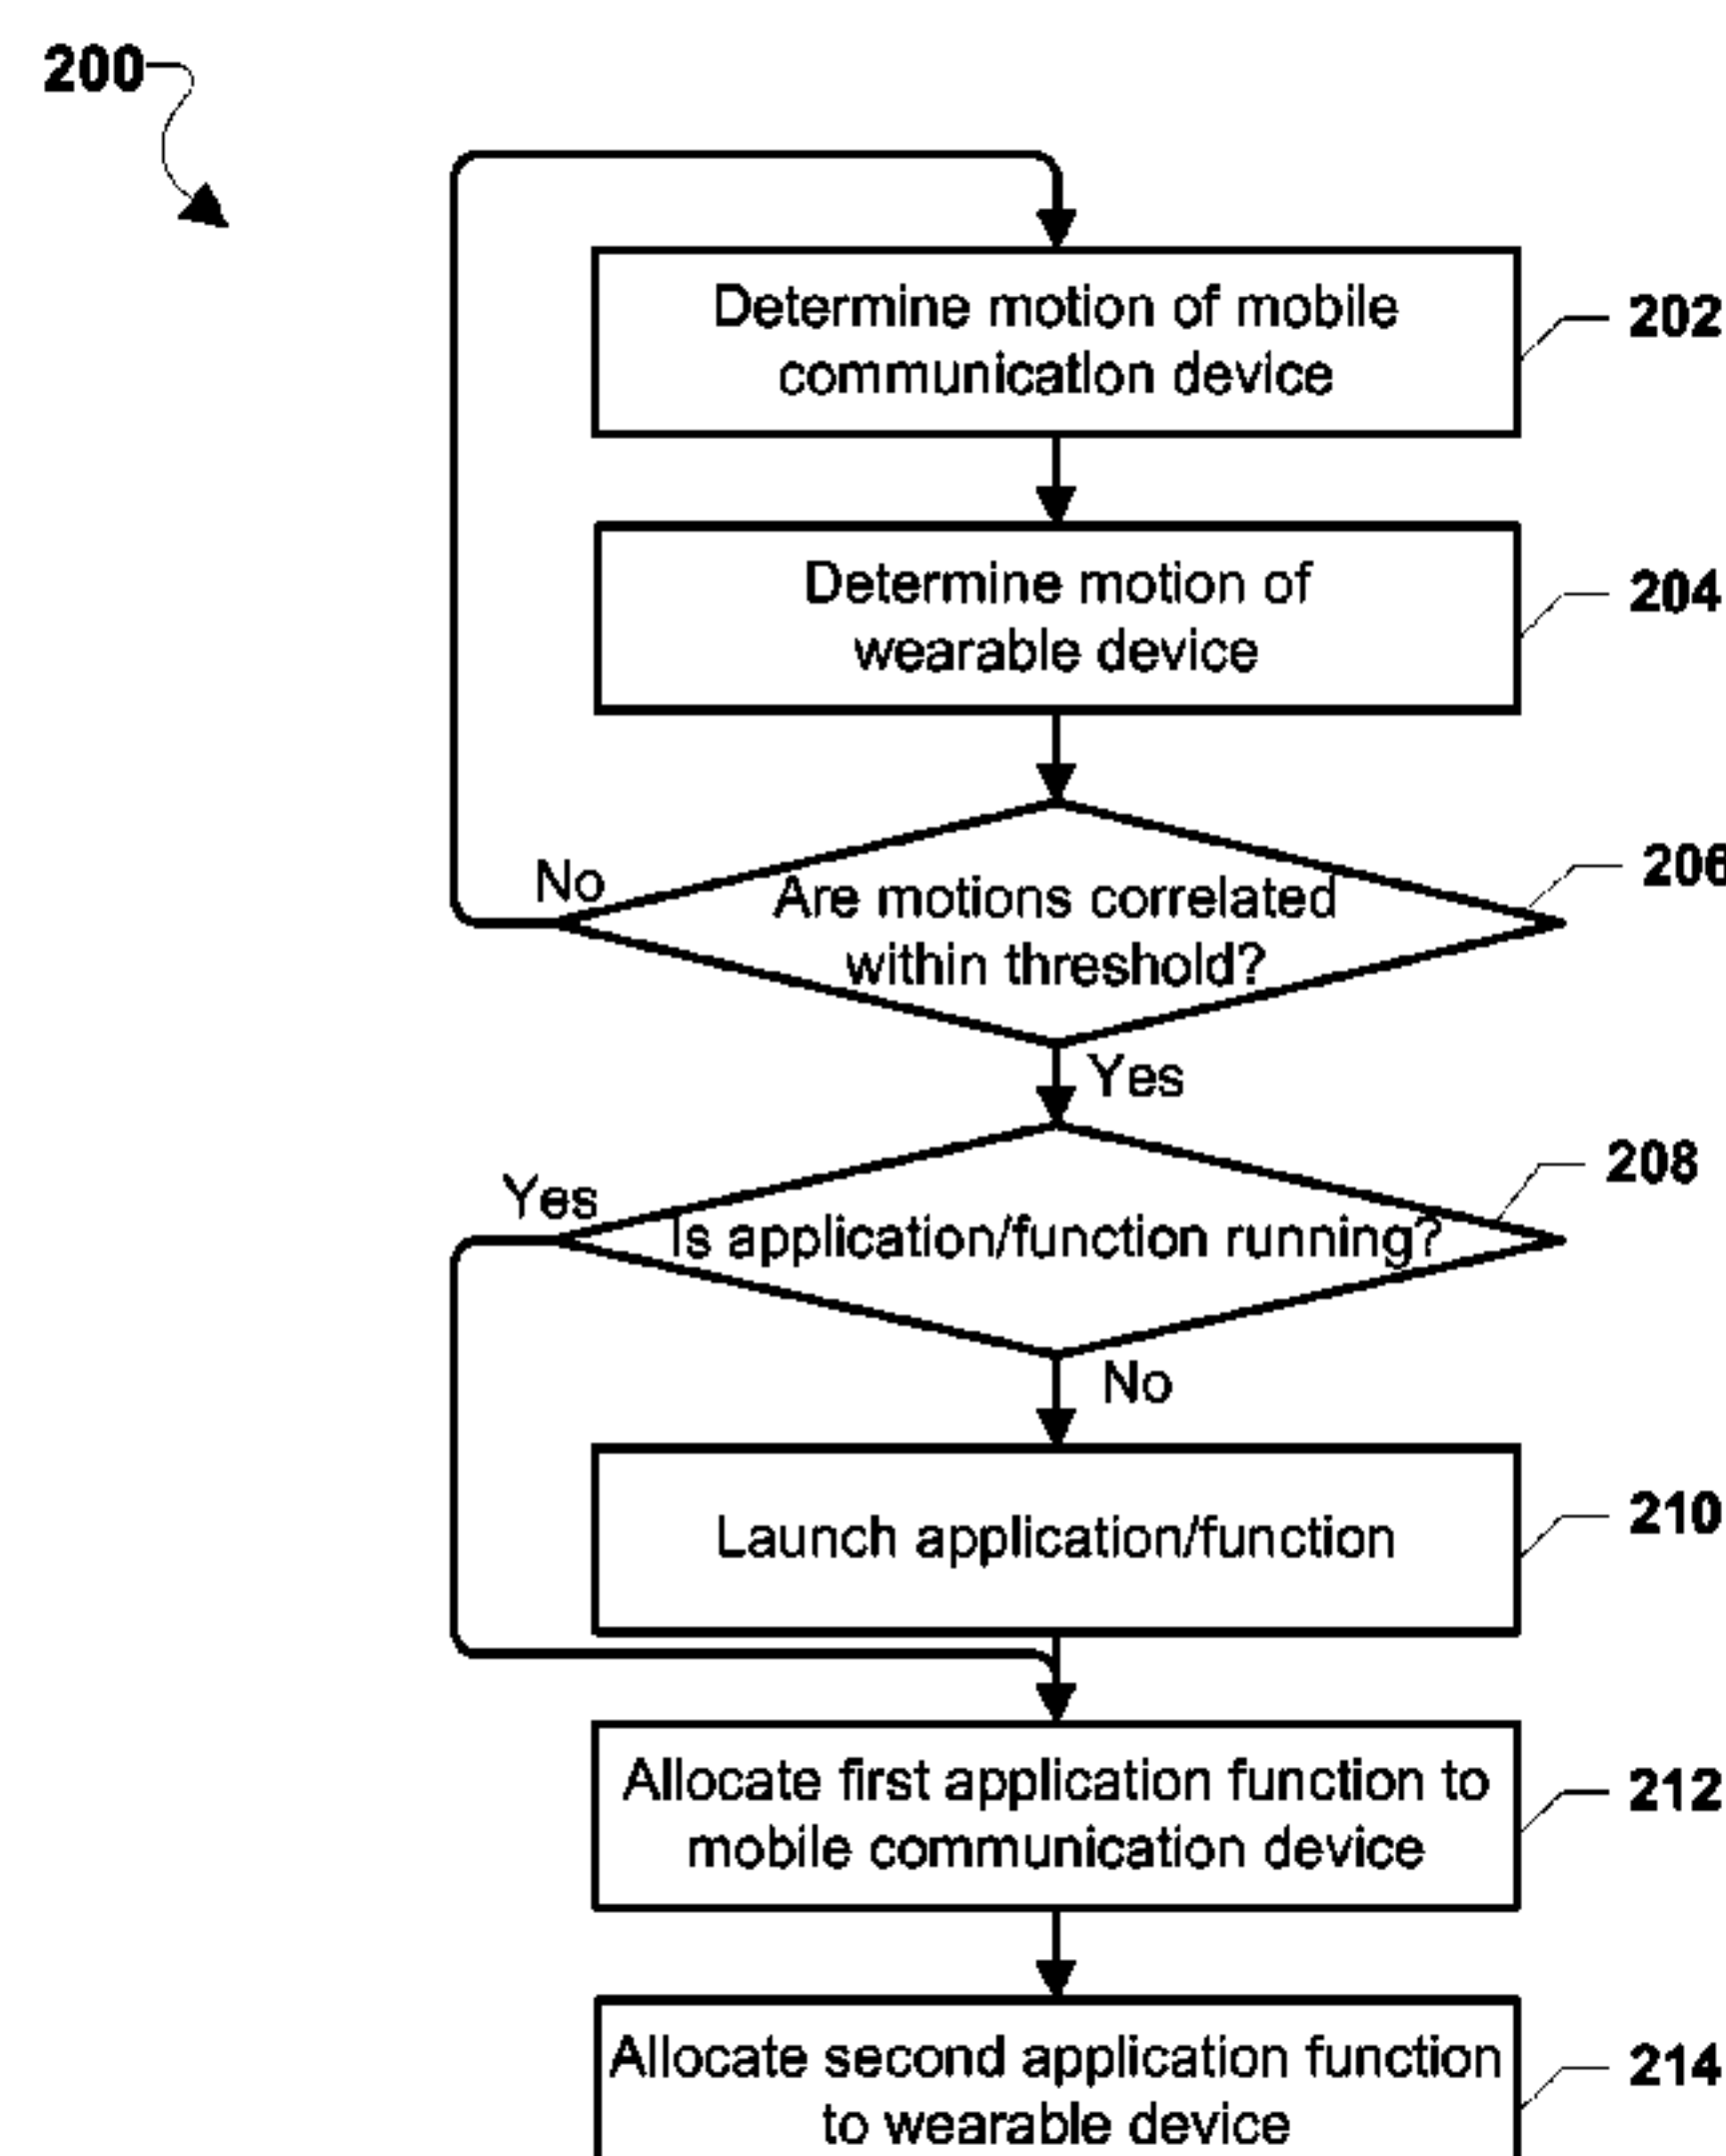 200
Determine motion of mobile
communication device
202
Determine motion of
wearable device
204
No
Are motions correlated
within threshold?
206
Yes
Yes
Is application/function running?
208
No
Launch application/function
210
Allocate first application function to
mobile communication device
212
Allocate second application function
to wearable device
214